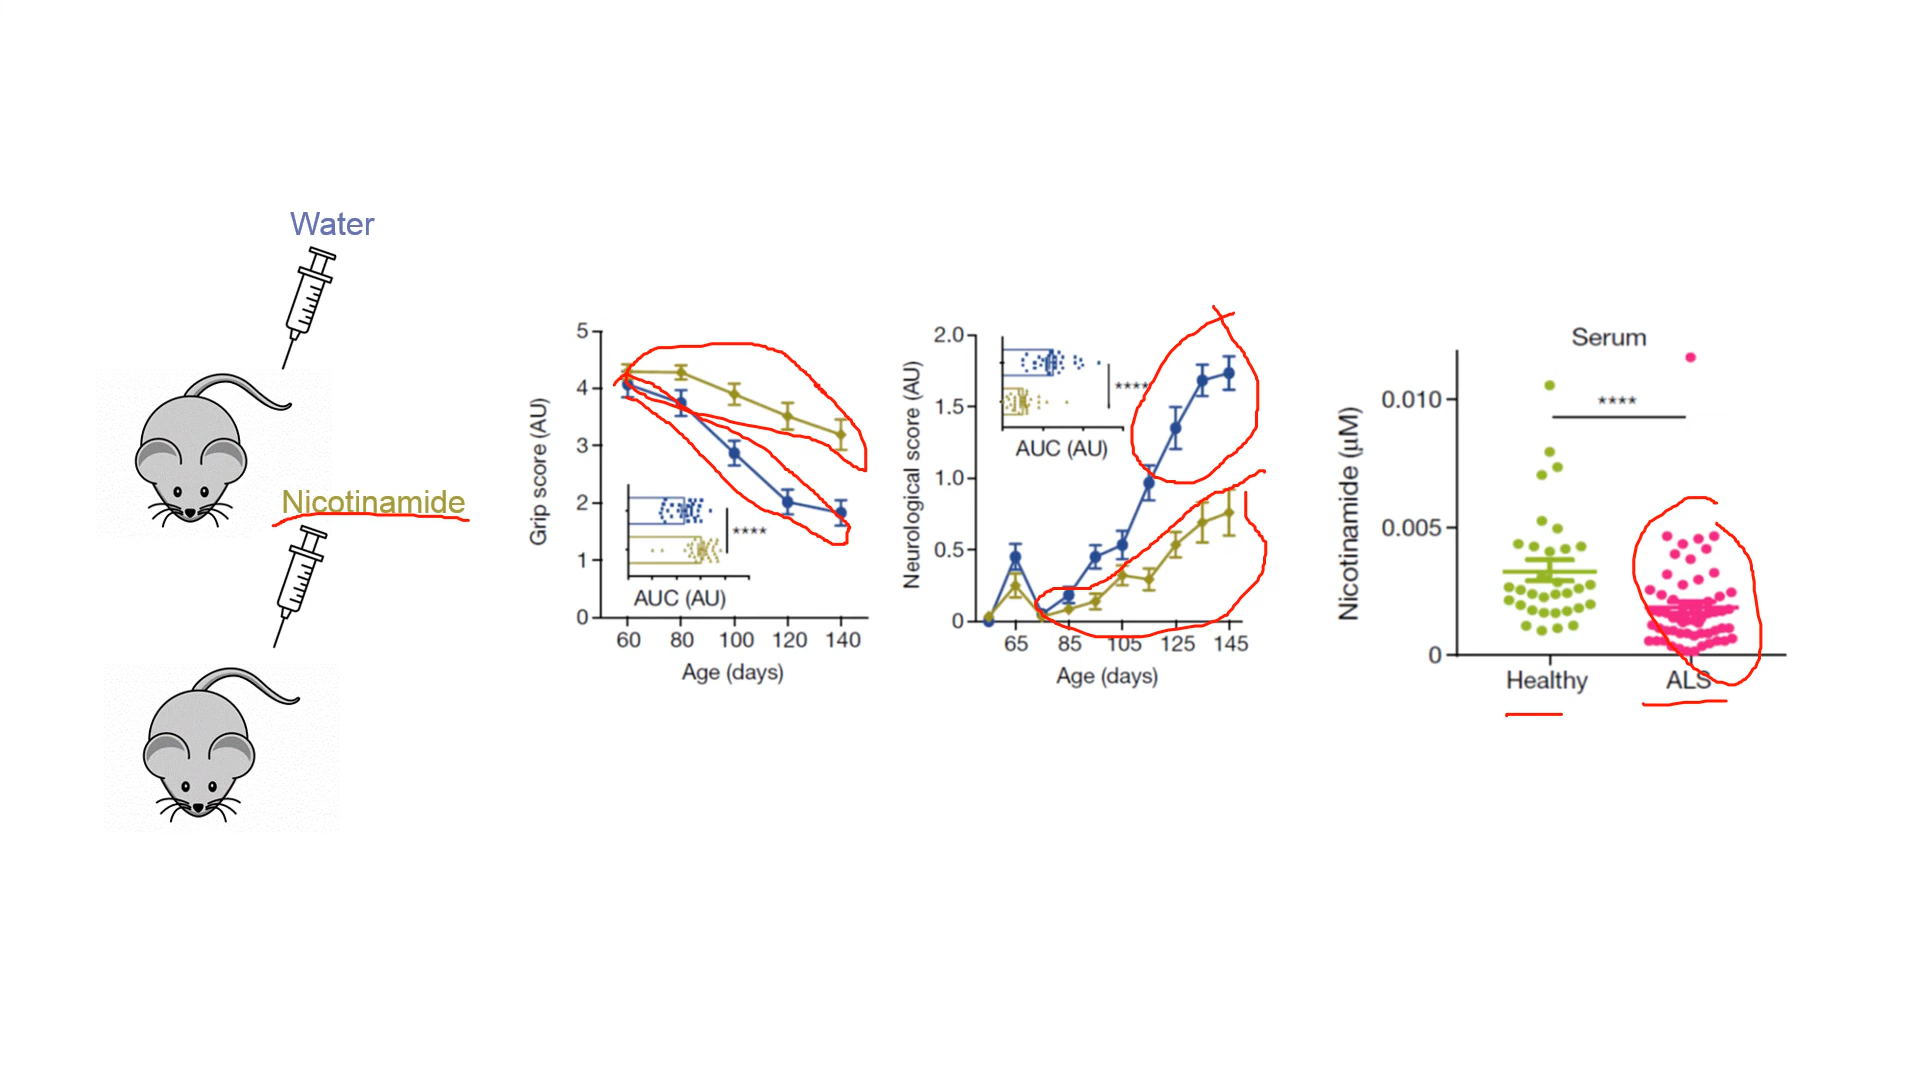 Water
Nicotinamide
Grip score (AU)
5
4
3
2
1
0
60 80 100 120 140
Age (days)
****
AUC (AU)
Neurological score (AU)
2.0
1.5
1.0
0.5
0
65 85 105 125 145
Age (days)
****
AUC (AU)
Serum
Nicotinamide (μM)
0.010
0.005
0
****
Healthy ALS